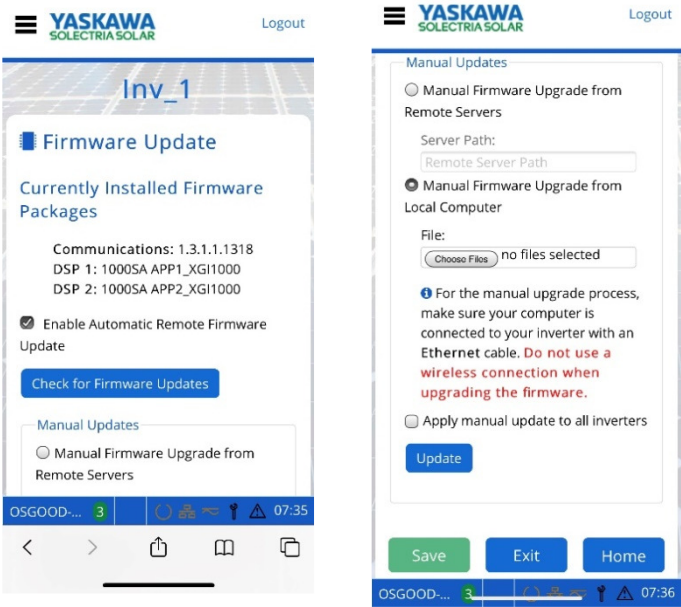 YASKAWA
SOLECTRIA SOLAR
Logout
Inv_1
Firmware Update
Currently Installed Firmware
Packages
Communications: 1.3.1.1.1318
DSP 1: 1000SA APP1_XGI1000
DSP 2: 1000SA APP2_XGI1000
Enable Automatic Remote Firmware
Update
Check for Firmware Updates
Manual Updates
Manual Firmware Upgrade from
Remote Servers
OSGOOD-... 3 07:35
YASKAWA
SOLECTRIA SOLAR
Logout
Manual Updates
Manual Firmware Upgrade from
Remote Servers
Server Path:
Remote Server Path
Manual Firmware Upgrade from
Local Computer
File:
Choose Files no files selected
For the manual upgrade process,
make sure your computer is
connected to your inverter with an
Ethernet cable. Do not use a
wireless connection when
upgrading the firmware.
Apply manual update to all inverters
Update
Save Exit Home
OSGOOD-... 3 07:36